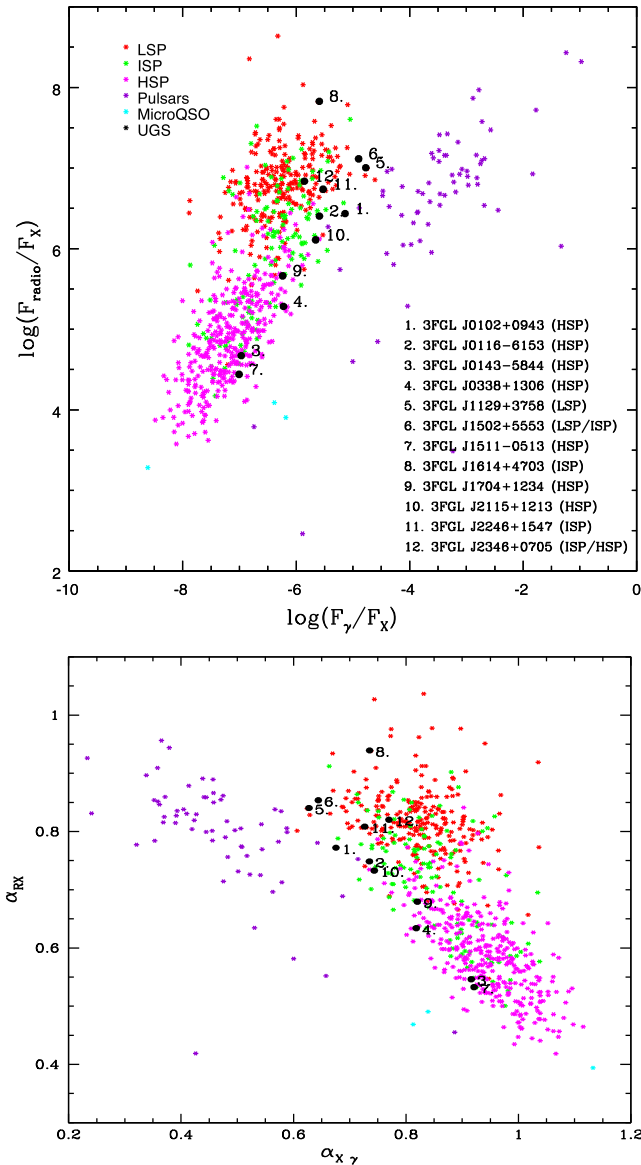 LSP
ISP
HSP
Pulsars
MicroQSO
UGS
8.
6.
5.
12.
11.
2.
1.
10.
9.
4.
3.
7.
1. 3FGL J0102+0943 (HSP)
2. 3FGL J0116-6153 (HSP)
3. 3FGL J0143-5844 (HSP)
4. 3FGL J0338+1306 (HSP)
5. 3FGL J1129+3758 (LSP)
6. 3FGL J1502+5553 (LSP/ISP)
7. 3FGL J1511-0513 (HSP)
8. 3FGL J1614+4703 (ISP)
9. 3FGL J1704+1234 (HSP)
10. 3FGL J2115+1213 (HSP)
11. 3FGL J2246+1547 (ISP)
12. 3FGL J2346+0705 (ISP/HSP)
8
6
4
2
log(F_radio/F_X)
-10 -8 -6 -4 -2 0
log(F_γ/F_X)
1
0.8
0.6
0.4
α_RX
8.
6.
5.
12.
11.
1.
2.
10.
9.
4.
3.
7.
0.2 0.4 0.6 0.8 1 1.2
α_X γ